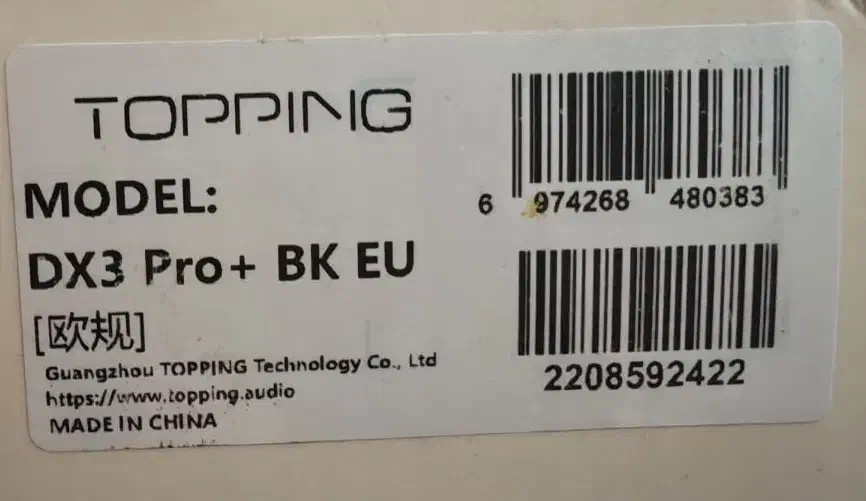 TOPPING
MODEL:
DX3 Pro+ BK EU
[欧规]
Guangzhou TOPPING Technology Co., Ltd
https://www.topping.audio
MADE IN CHINA
6 974268 480383
2208592422